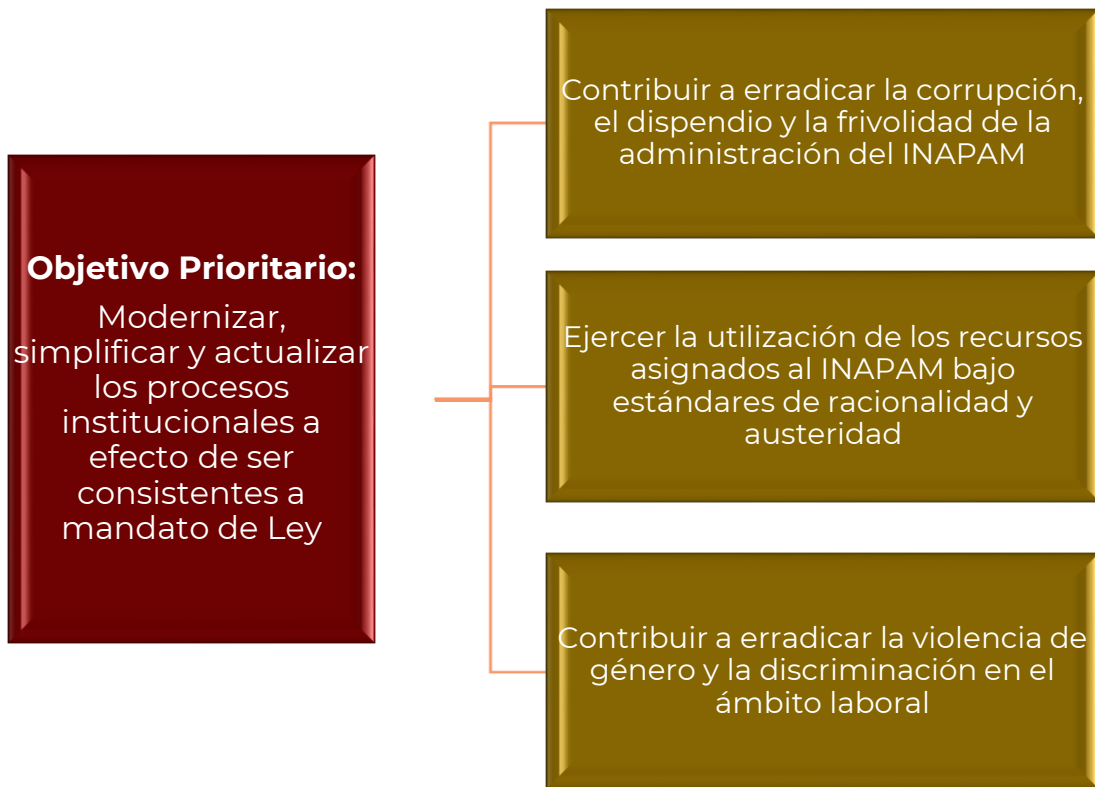 Objetivo Prioritario:
Modernizar,
simplificar y actualizar
los procesos
institucionales a
efecto de ser
consistentes a
mandato de Ley
Contribuir a erradicar la corrupción,
el dispendio y la frivolidad de la
administración del INAPAM
Ejercer la utilización de los recursos
asignados al INAPAM bajo
estándares de racionalidad y
austeridad
Contribuir a erradicar la violencia de
género y la discriminación en el
ámbito laboral